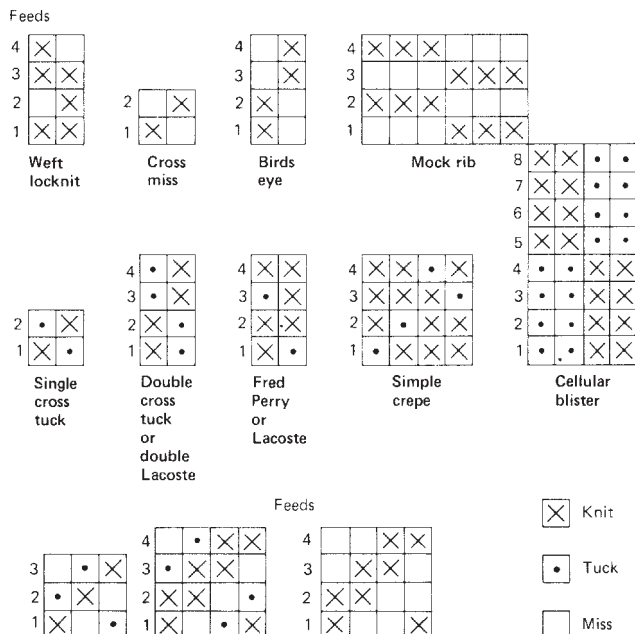 Feeds
4
3
2
1
Weft
locknit
2
1
Cross
miss
4
3
2
1
Birds
eye
4
3
2
1
Mock rib
8
7
6
5
4
3
2
1
Cellular
blister
2
1
Single
cross
tuck
4
3
2
1
Double
cross
tuck
or
double
Lacoste
4
3
2
1
Fred
Perry
or
Lacoste
4
3
2
1
Simple
crepe
Feeds
3
2
1
4
3
2
1
4
3
2
1
Knit
Tuck
Miss